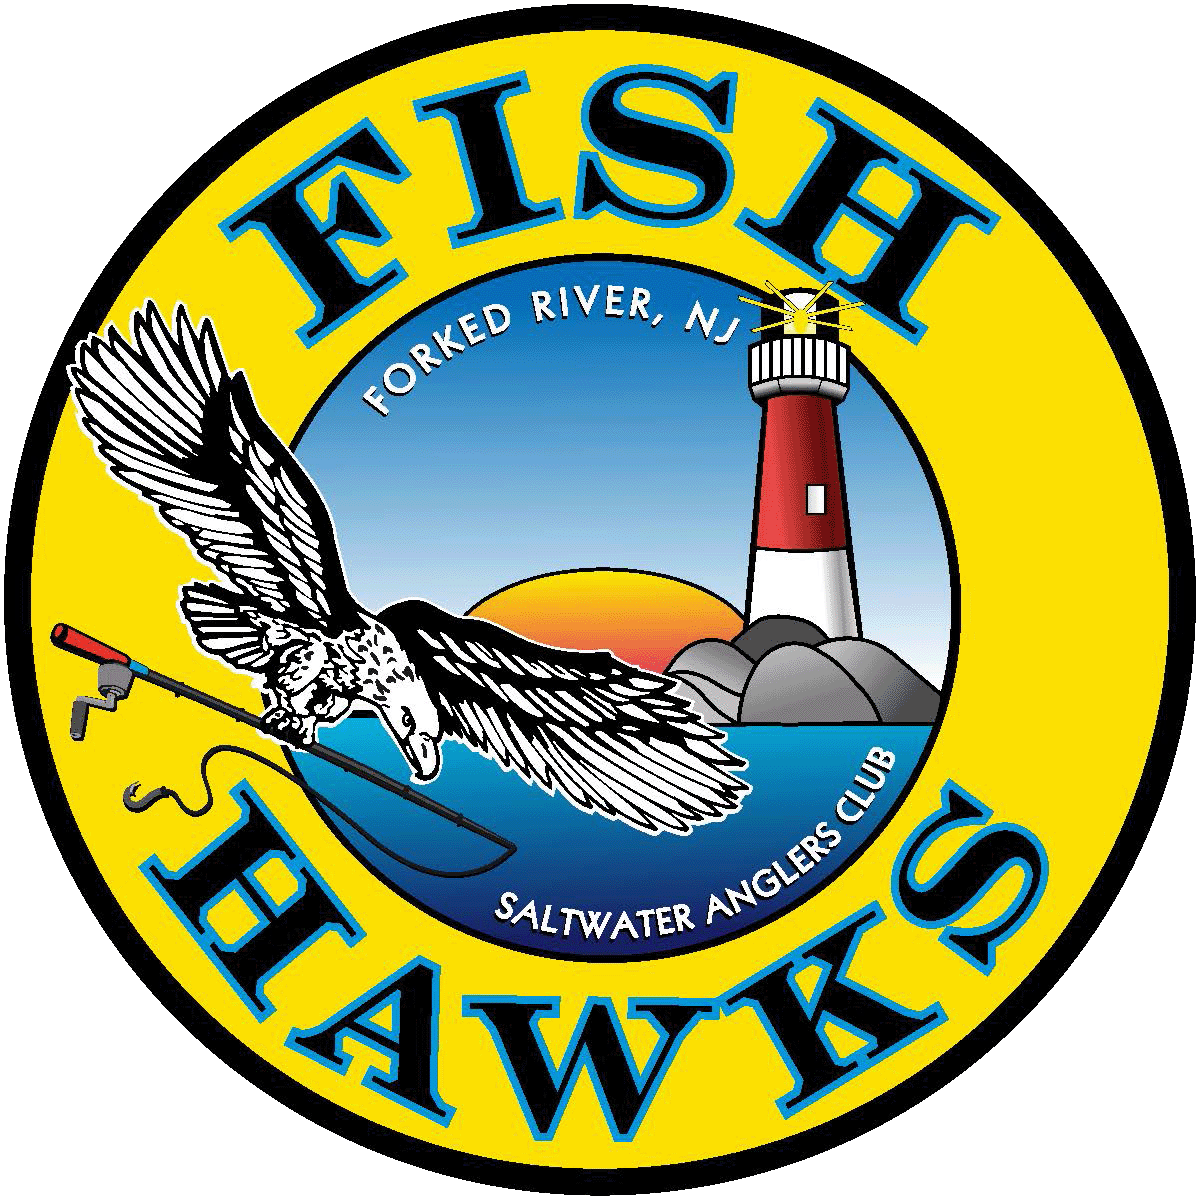 FISH
FORKED RIVER, NJ
SALTWATER ANGLERS CLUB
HAWKS